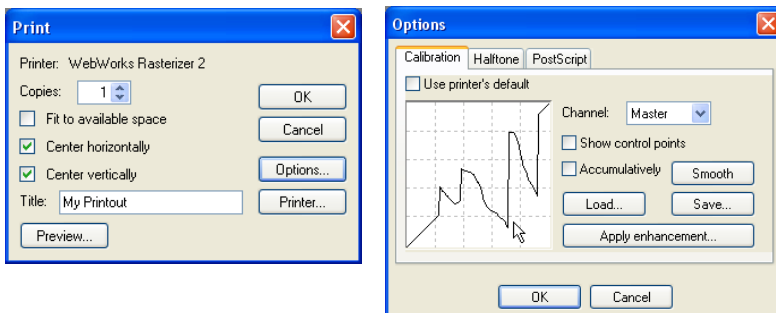 Print
Printer: WebWorks Rasterizer 2
Copies: 1
OK
Fit to available space
Cancel
Center horizontally
Center vertically
Options...
Title: My Printout
Printer...
Preview...
Options
Calibration Halftone PostScript
Use printer's default
Channel: Master
Show control points
Accumulatively Smooth
Load... Save...
Apply enhancement...
OK Cancel